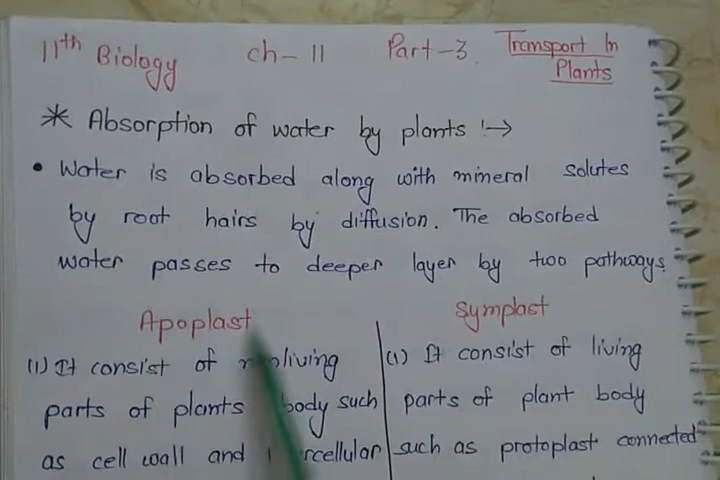 11th Biology ch-11 Part-3. Transport In Plants
* Absorption of water by plants :→
• Water is absorbed along with mineral solutes
by root hairs by diffusion. The absorbed
water passes to deeper layer by two pathways.
Apoplast
(1) It consist of nonliving
parts of plants body such
as cell wall and intercellular
Symplast
(1) It consist of living
parts of plant body
such as protoplast connected